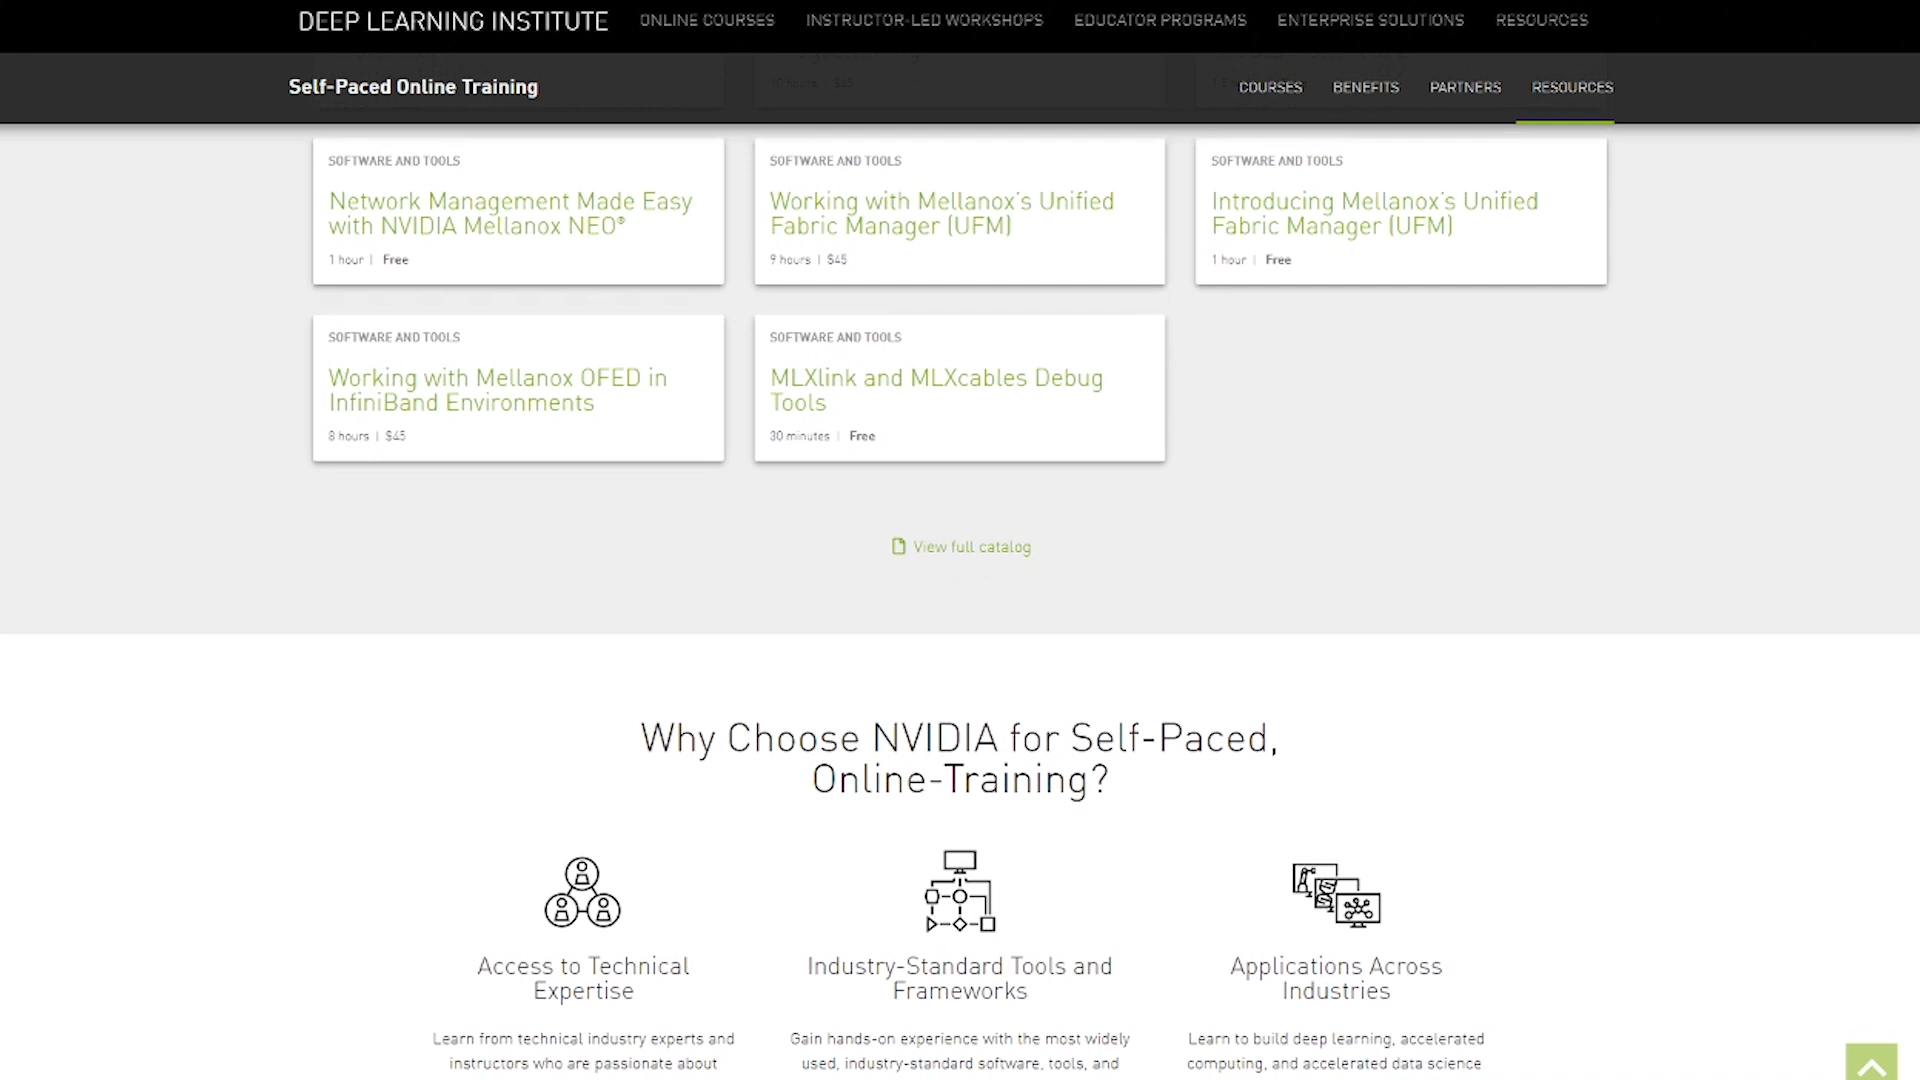 DEEP LEARNING INSTITUTE ONLINE COURSES INSTRUCTOR-LED WORKSHOPS EDUCATOR PROGRAMS ENTERPRISE SOLUTIONS RESOURCES
10 hours | $45
Self-Paced Online Training COURSES BENEFITS PARTNERS RESOURCES
SOFTWARE AND TOOLS
Network Management Made Easy
with NVIDIA Mellanox NEO®
1 hour | Free
SOFTWARE AND TOOLS
Working with Mellanox's Unified
Fabric Manager (UFM)
9 hours | $45
SOFTWARE AND TOOLS
Introducing Mellanox's Unified
Fabric Manager (UFM)
1 hour | Free
SOFTWARE AND TOOLS
Working with Mellanox OFED in
InfiniBand Environments
8 hours | $45
SOFTWARE AND TOOLS
MLXlink and MLXcables Debug
Tools
30 minutes | Free
View full catalog
Why Choose NVIDIA for Self-Paced,
Online-Training?
Access to Technical
Expertise
Learn from technical industry experts and
instructors who are passionate about
Industry-Standard Tools and
Frameworks
Gain hands-on experience with the most widely
used, industry-standard software, tools, and
Applications Across
Industries
Learn to build deep learning, accelerated
computing, and accelerated data science